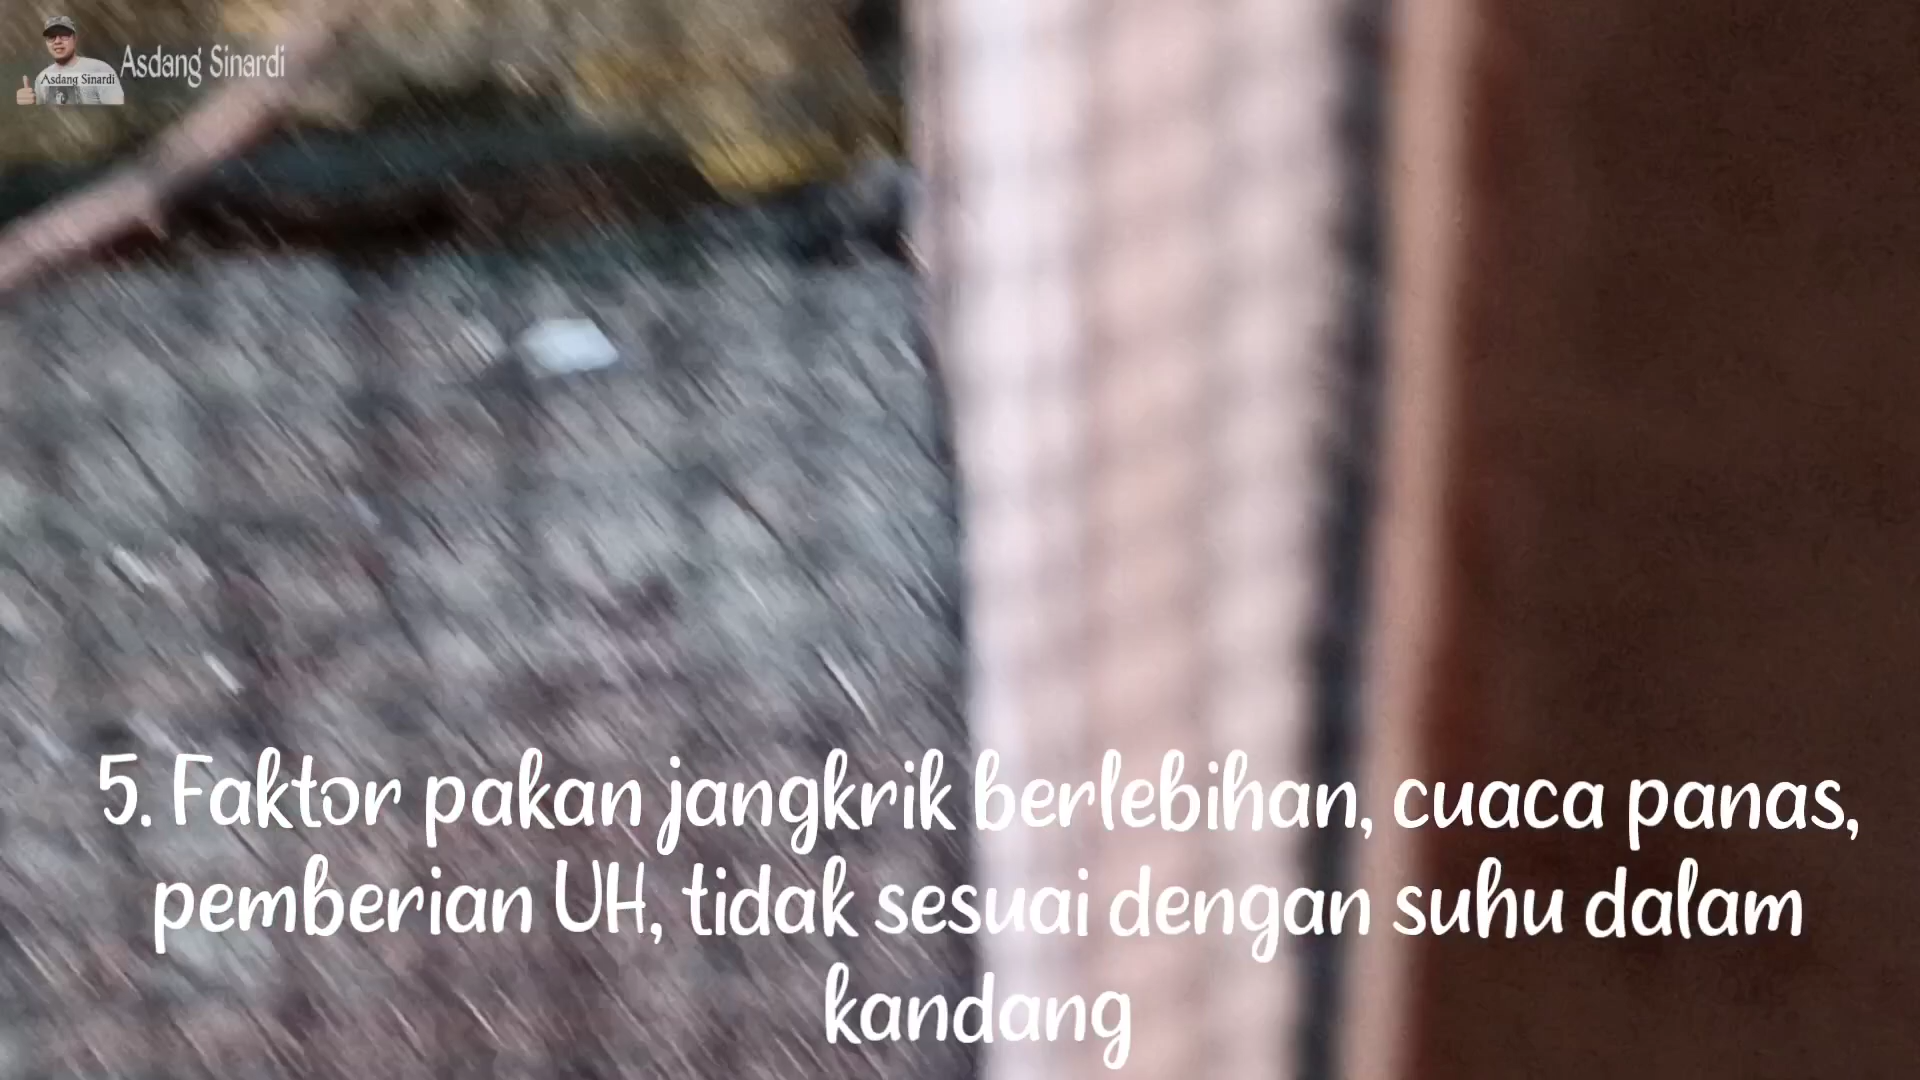 Asdang Sinardi
Asdang Sinardi
5. Faktor pakan jangkrik berlebihan, cuaca panas,
pemberian UH, tidak sesuai dengan suhu dalam
kandang